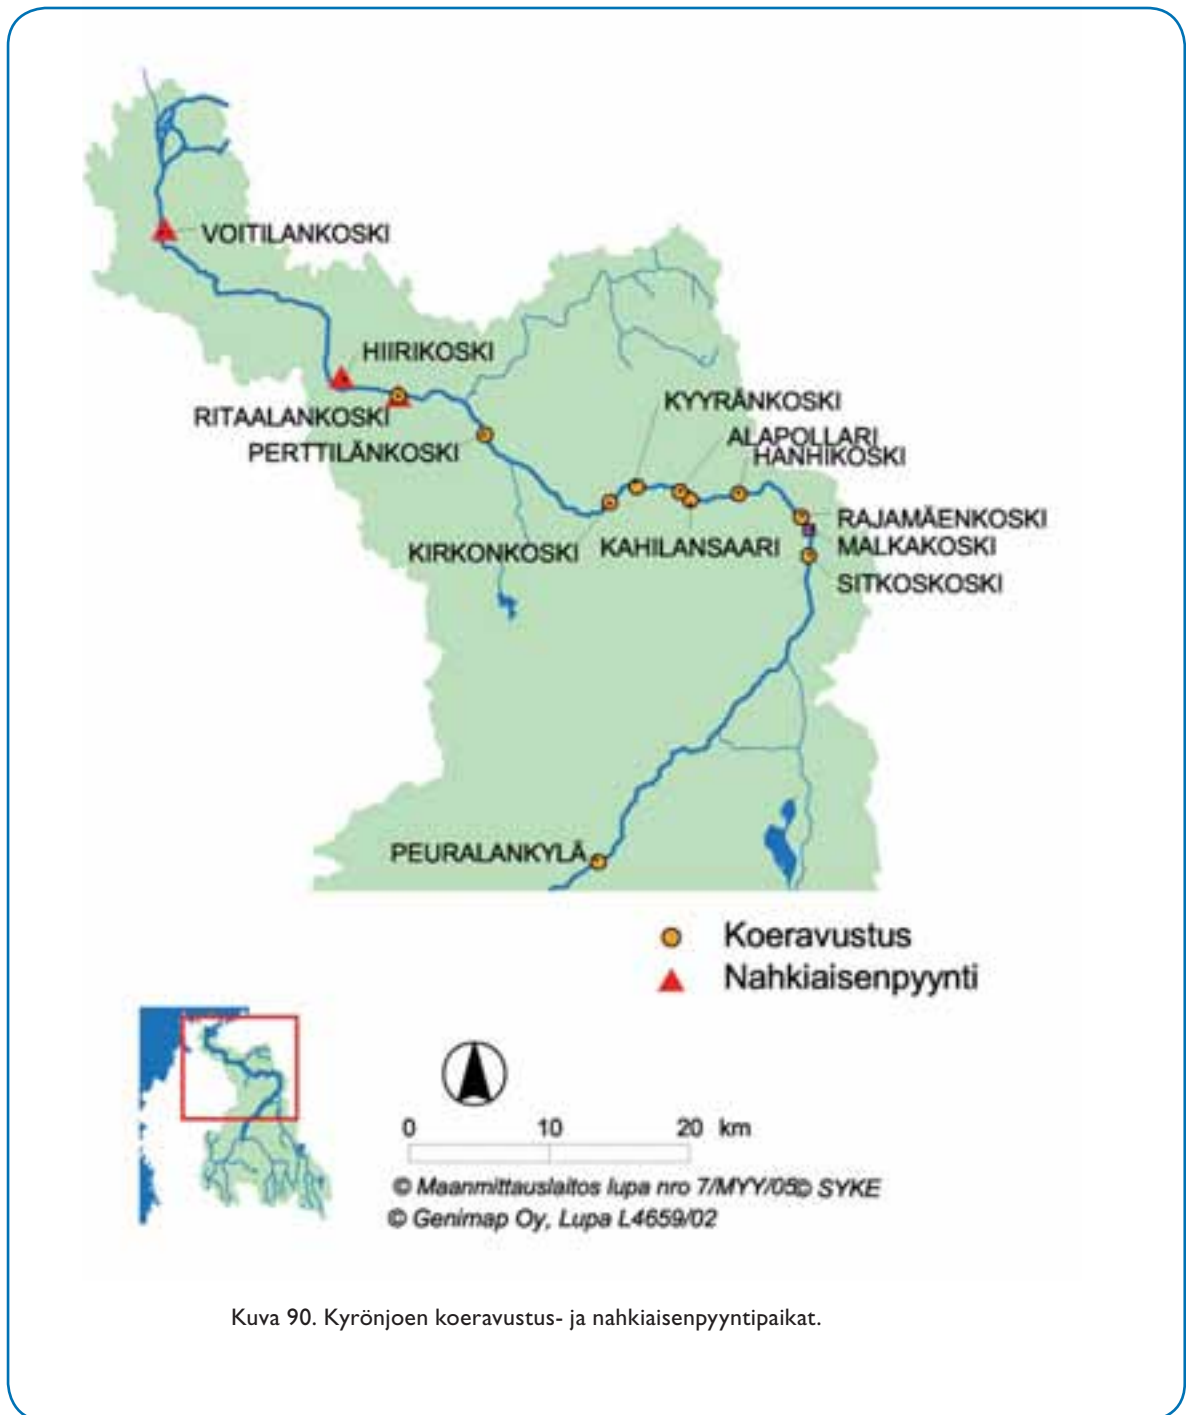 VOITILANKOSKI
HIIRIKOSKI
RITAALANKOSKI
PERTTILÄNKOSKI
KYYRÄNKOSKI
ALAPOLLARI
HANHIKOSKI
KIRKONKOSKI
KAHILANSAARI
RAJAMÄENKOSKI
MALKAKOSKI
SITKOSKOSKI
PEURALANKYLÄ
Koeravustus
Nahkiaisenpyynti
0 10 20 km
© Maanmittauslaitos lupa nro 7/MYY/05© SYKE
© Genimap Oy, Lupa L4659/02
Kuva 90. Kyrönjoen koeravustus- ja nahkiaisenpyyntipaikat.